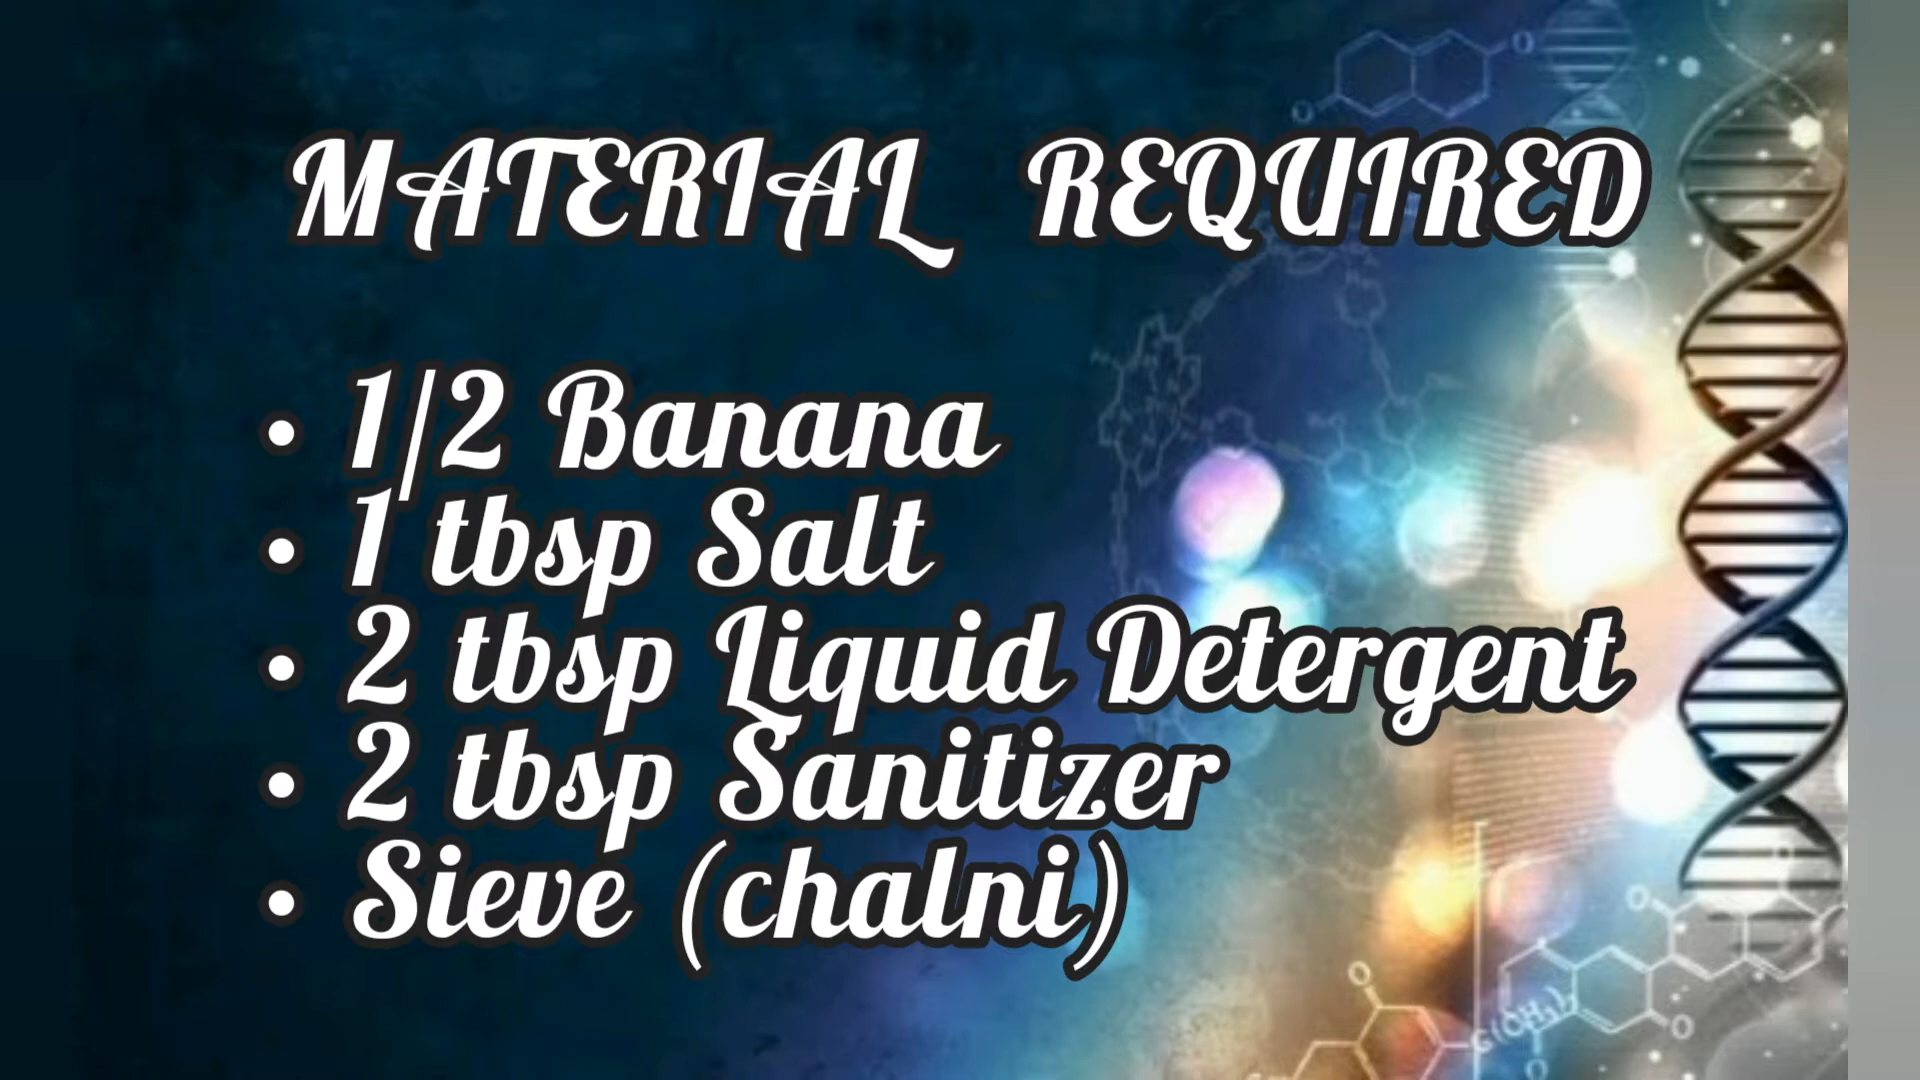 MATERIAL REQUIRED
• 1/2 Banana
• 1 tbsp Salt
• 2 tbsp Liquid Detergent
• 2 tbsp Sanitizer
• Sieve (chalni)